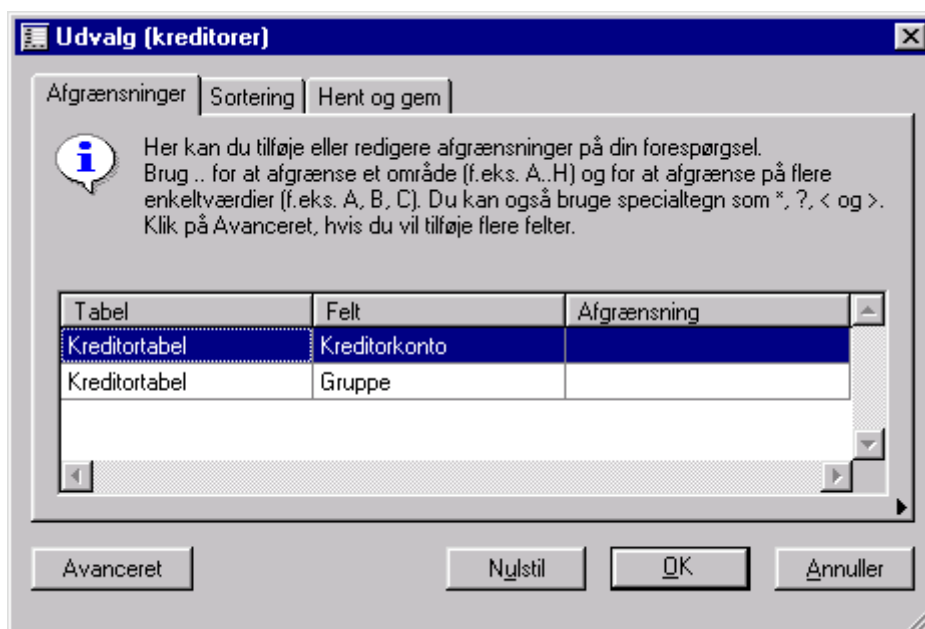 Udvalg (kreditorer)
Afgrænsninger Sortering Hent og gem
Her kan du tilføje eller redigere afgrænsninger på din forespørgsel.
Brug .. for at afgrænse et område (f.eks. A..H) og for at afgrænse på flere
enkeltværdier (f.eks. A, B, C). Du kan også bruge specialtegn som *, ?, < og >.
Klik på Avanceret, hvis du vil tilføje flere felter.
Tabel Felt Afgrænsning
Kreditortabel Kreditorkonto
Kreditortabel Gruppe
Avanceret Nulstil OK Annuller